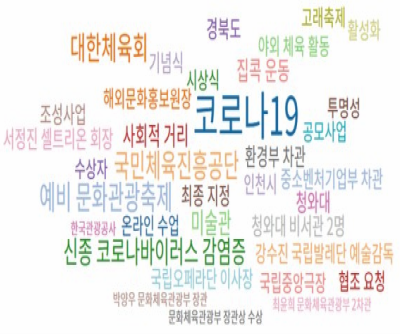 고래축제
경북도 활성화
대한체육회 야외 체육 활동
기념식 집콕 운동
시상식
해외문화홍보원장 코로나19 투명성
조성사업 사회적 거리 공모사업
서정진 셀트리온 회장 환경부 차관
수상자 국민체육진흥공단 중소벤처기업부 차관
인천시
예비 문화관광축제 최종 지정 청와대
한국관광공사 온라인 수업 미술관 청와대 비서관 2명
신종 코로나바이러스 감염증 강수진 국립발레단 예술감독
국립오페라단 이사장 국립중앙극장 협조 요청
박양우 문화체육관광부 장관 최윤희 문화체육관광부 2차관
문화체육관광부 장관상 수상